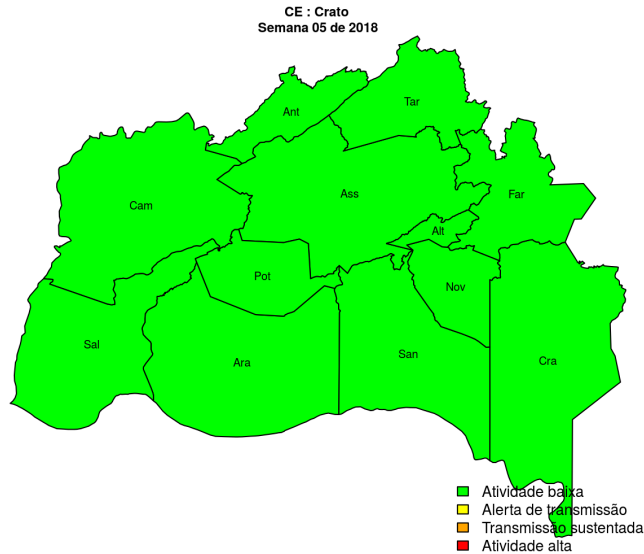 CE : Crato
Semana 05 de 2018
Tar
Ant
Ass
Far
Cam
Alt
Pot
Nov
Sal
San
Ara
Cra
Atividade baixa
Alerta de transmissão
Transmissão sustentada
Atividade alta